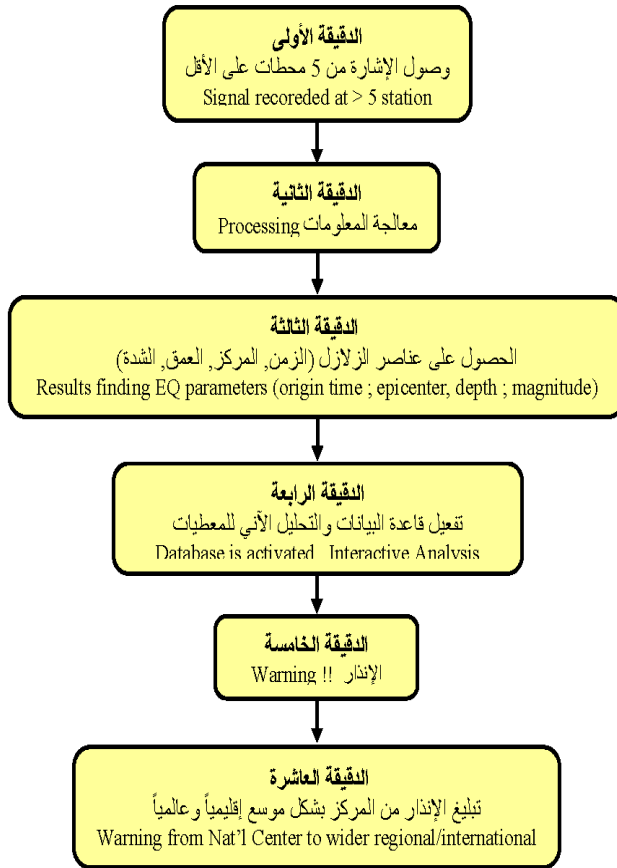 الدقيقة الأولى
وصول الإشارة من 5 محطات على الأقل
Signal recoreded at > 5 station
الدقيقة الثانية
معالجة المعلومات Processing
الدقيقة الثالثة
الحصول على عناصر الزلازل (الزمن, المركز, العمق, الشدة)
Results finding EQ parameters (origin time ; epicenter, depth ; magnitude)
الدقيقة الرابعة
تفعيل قاعدة البيانات والتحليل الآني للمعطيات
Database is activated Interactive Analysis
الدقيقة الخامسة
الإنذار Warning !!
الدقيقة العاشرة
تبليغ الإنذار من المركز بشكل موسع إقليمياً وعالمياً
Warning from Nat’l Center to wider regional/international